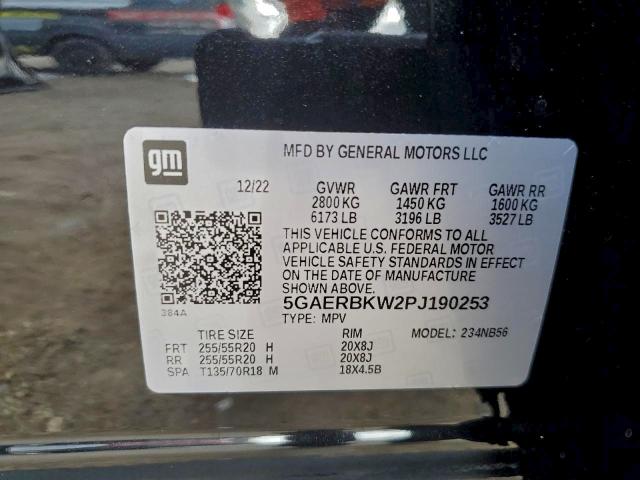 gm
MFD BY GENERAL MOTORS LLC
12/22 GVWR GAWR FRT GAWR RR
2800 KG 1450 KG 1600 KG
6173 LB 3196 LB 3527 LB
THIS VEHICLE CONFORMS TO ALL
APPLICABLE U.S. FEDERAL MOTOR
VEHICLE SAFETY STANDARDS IN EFFECT
ON THE DATE OF MANUFACTURE
SHOWN ABOVE.
384A
5GAERBKW2PJ190253
TYPE: MPV
TIRE SIZE RIM MODEL: 234NB56
FRT 255/55R20 H 20X8J
RR 255/55R20 H 20X8J
SPA T135/70R18 M 18X4.5B